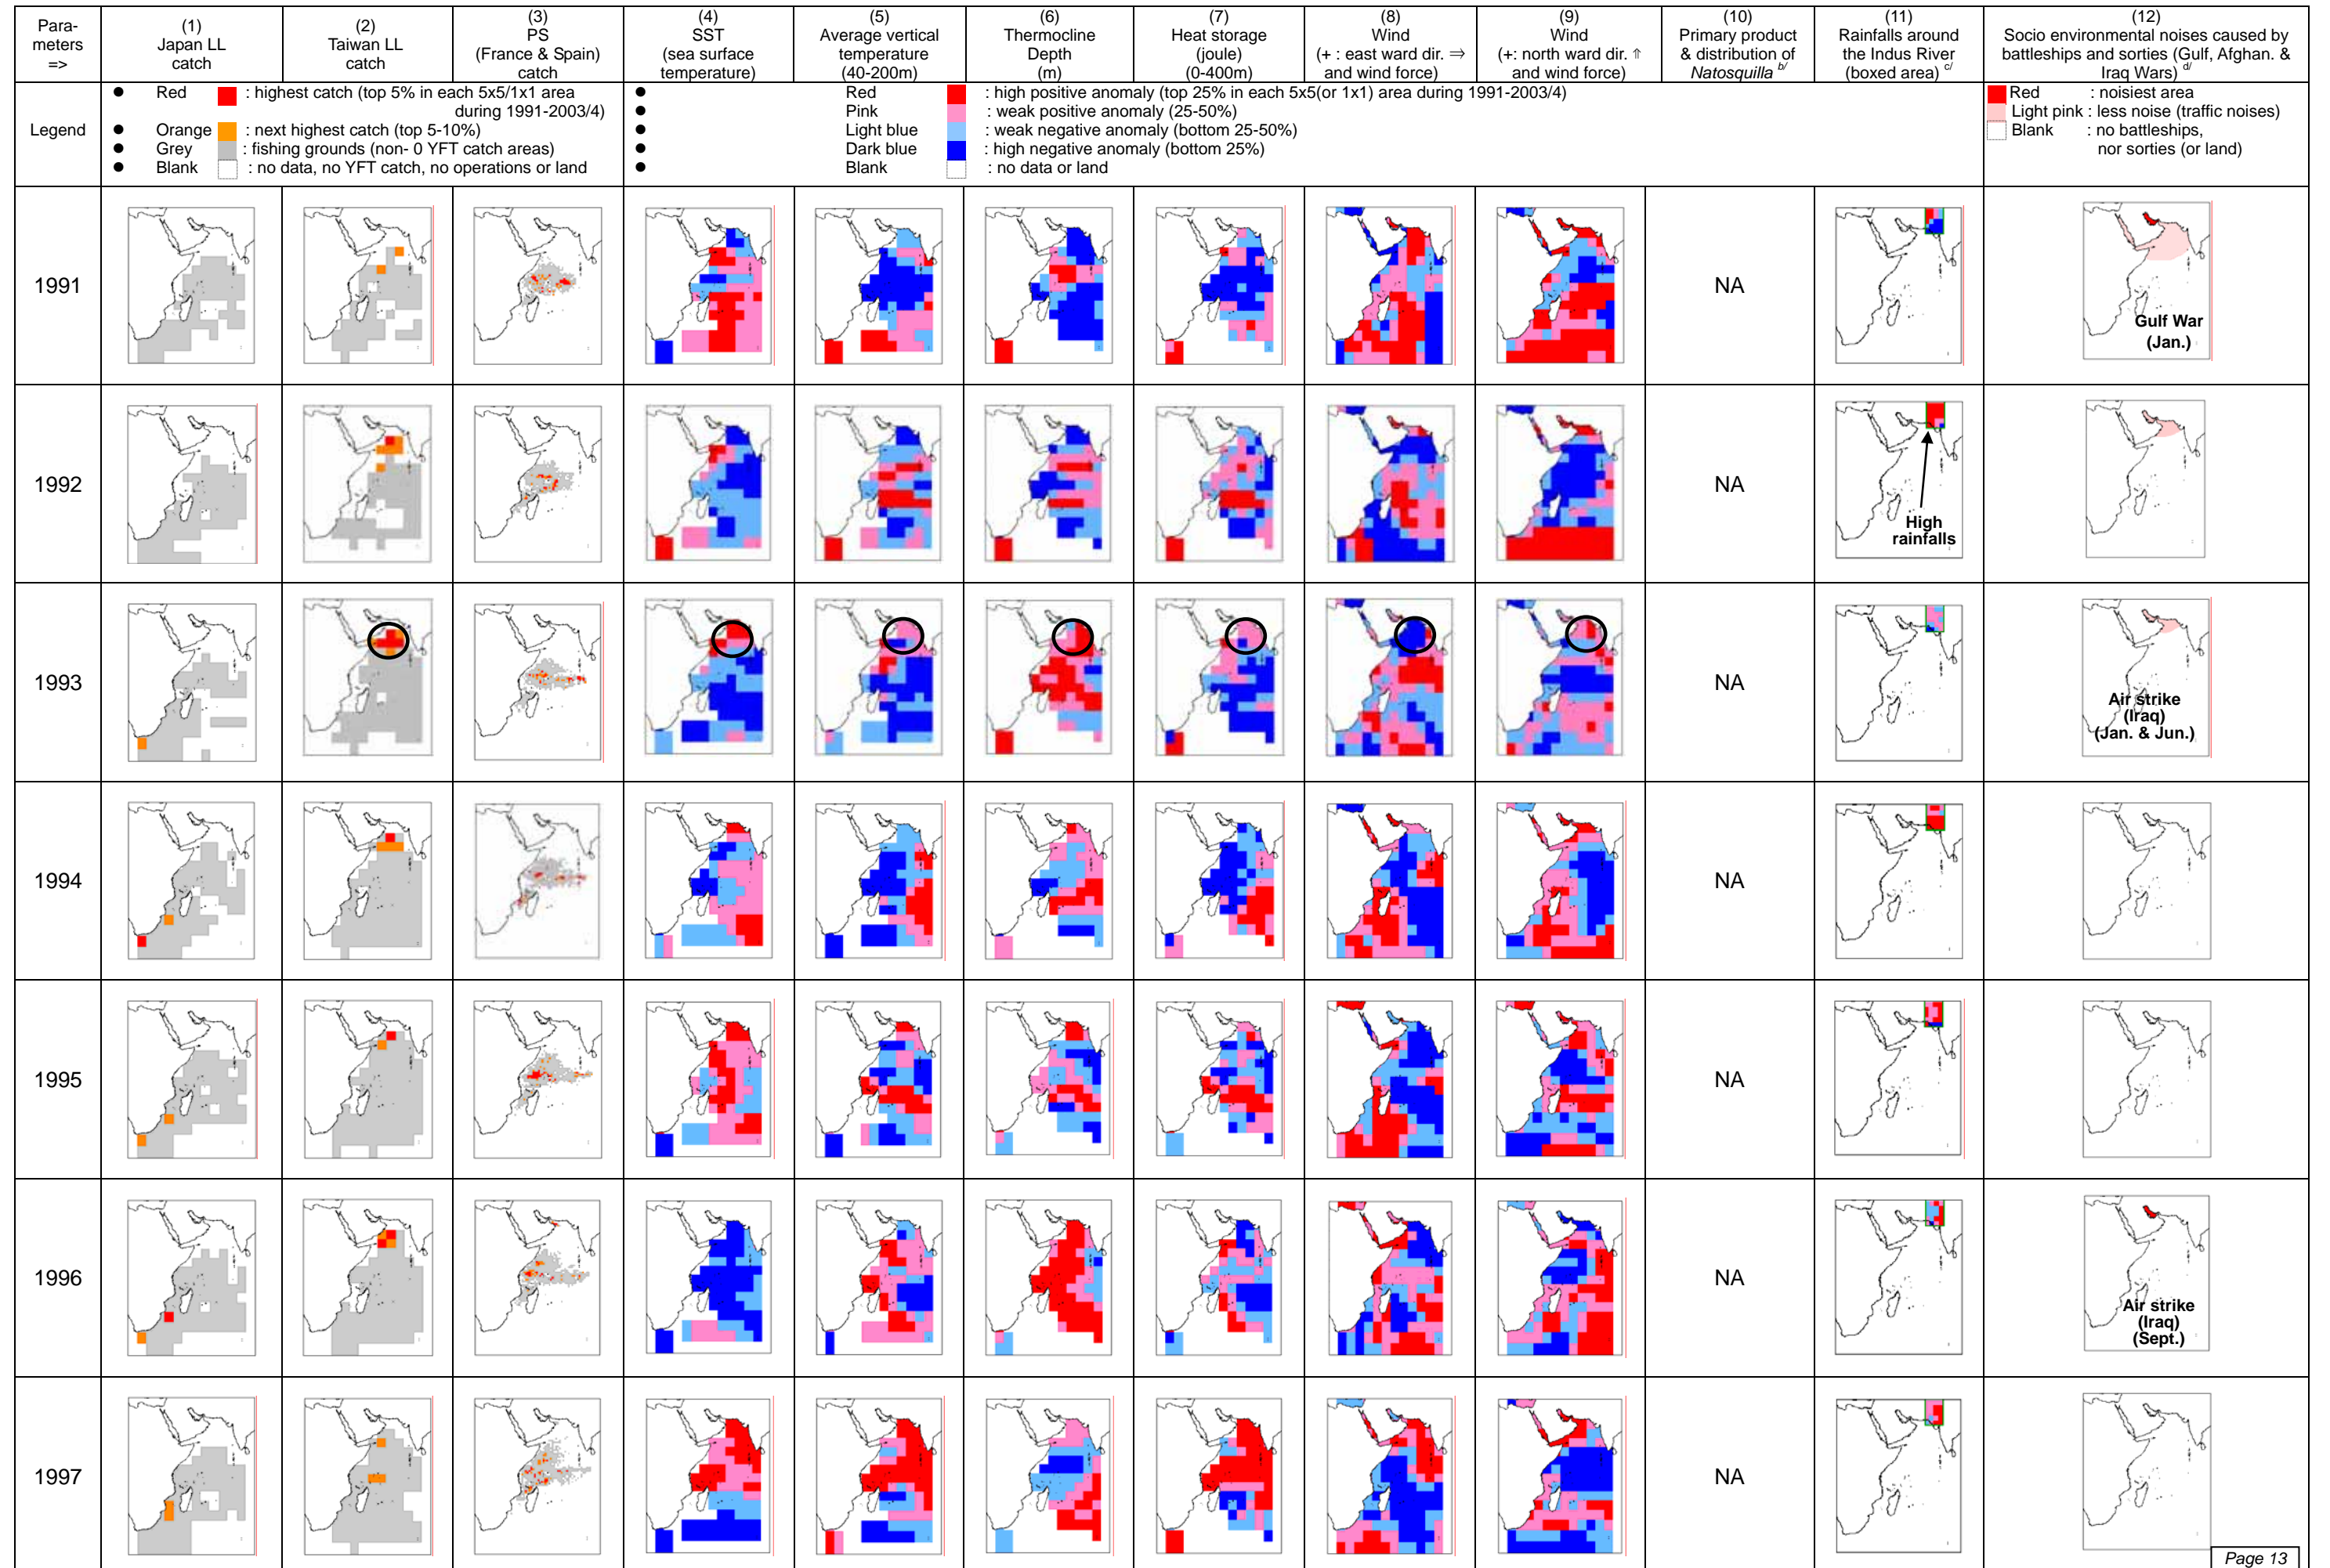 Para-
meters
=>
(1)
Japan LL
catch
(2)
Taiwan LL
catch
(3)
PS
(France & Spain)
catch
(4)
SST
(sea surface
temperature)
(5)
Average vertical
temperature
(40-200m)
(6)
Thermocline
Depth
(m)
(7)
Heat storage
(joule)
(0-400m)
(8)
Wind
(+ : east ward dir. ⇒
and wind force)
(9)
Wind
(+: north ward dir. ⇑
and wind force)
(10)
Primary product
& distribution of
Natosquilla b/
(11)
Rainfalls around
the Indus River
(boxed area) c/
(12)
Socio environmental noises caused by
battleships and sorties (Gulf, Afghan. &
Iraq Wars) d/
Legend
● Red : highest catch (top 5% in each 5x5/1x1 area
during 1991-2003/4)
● Orange : next highest catch (top 5-10%)
● Grey : fishing grounds (non- 0 YFT catch areas)
● Blank : no data, no YFT catch, no operations or land
● Red : high positive anomaly (top 25% in each 5x5(or 1x1) area during 1991-2003/4)
● Pink : weak positive anomaly (25-50%)
● Light blue : weak negative anomaly (bottom 25-50%)
● Dark blue : high negative anomaly (bottom 25%)
● Blank : no data or land
Red : noisiest area
Light pink : less noise (traffic noises)
Blank : no battleships,
nor sorties (or land)
1991
NA
Gulf War
(Jan.)
1992
NA
High
rainfalls
1993
NA
Air strike
(Iraq)
(Jan. & Jun.)
1994
NA
1995
NA
1996
NA
Air strike
(Iraq)
(Sept.)
1997
NA
Page 13